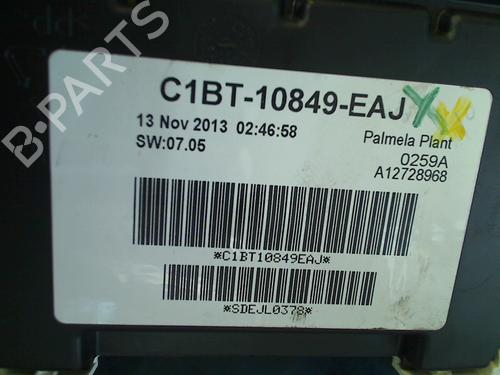 C1BT-10849-EAJ
13 Nov 2013 02:46:58
Palmela Plant
SW:07.05
0259A
A12728968
*C1BT10849EAJ*
*SDEJL0378*
B-PARTS